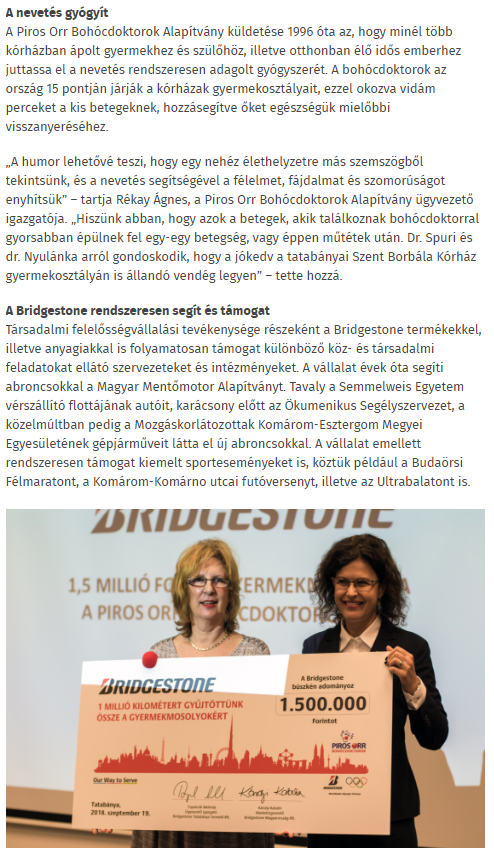 A nevetés gyógyít
A Piros Orr Bohócdoktorok Alapítvány küldetése 1996 óta az, hogy minél több
kórházban ápolt gyermekhez és szülőhöz, illetve otthonban élő idős emberhez
juttassa el a nevetés rendszeresen adagolt gyógyszerét. A bohócdoktorok az
ország 15 pontján járják a kórházak gyermekosztályait, ezzel okozva vidám
perceket a kis betegeknek, hozzásegítve őket egészségük mielőbbi
visszanyeréséhez.
„A humor lehetővé teszi, hogy egy nehéz élethelyzetre más szemszögből
tekintsünk, és a nevetés segítségével a félelmet, fájdalmat és szomorúságot
enyhítsük” – tartja Rékay Ágnes, a Piros Orr Bohócdoktorok Alapítvány ügyvezető
igazgatója. „Hiszünk abban, hogy azok a betegek, akik találkoznak bohócdoktorral
gyorsabban épülnek fel egy-egy betegség, vagy éppen műtétek után. Dr. Spuri és
dr. Nyulánka arról gondoskodik, hogy a jókedv a tatabányai Szent Borbála Kórház
gyermekosztályán is állandó vendég legyen” – tette hozzá.
A Bridgestone rendszeresen segít és támogat
Társadalmi felelősségvállalási tevékenysége részeként a Bridgestone termékekkel,
illetve anyagiakkal is folyamatosan támogat különböző köz- és társadalmi
feladatokat ellátó szervezeteket és intézményeket. A vállalat évek óta segíti
abroncsokkal a Magyar Mentőmotor Alapítványt. Tavaly a Semmelweis Egyetem
vérszállító flottájának autóit, karácsony előtt az Ökumenikus Segélyszervezet, a
közelmúltban pedig a Mozgáskorlátozottak Komárom-Esztergom Megyei
Egyesületének gépjárműveit látta el új abroncsokkal. A vállalat emellett
rendszeresen támogat kiemelt sporteseményeket is, köztük például a Budaörsi
Félmaratont, a Komárom-Komárno utcai futóversenyt, illetve az Ultrabalatont is.
BRIDGESTONE
1,5 MILLIÓ
A PIROS
BRIDGESTONE
1 MILLIÓ KILOMÉTERT GYŰJTÖTTÜNK
ÖSSZE A GYERMEKMOSOLYOKÉRT
A Bridgestone
büszkén adományoz
1.500.000
Forintot
PIROS ORR
BRIDGESTONE
Our Way to Serve
Tatabánya,
2018. szeptember 19.